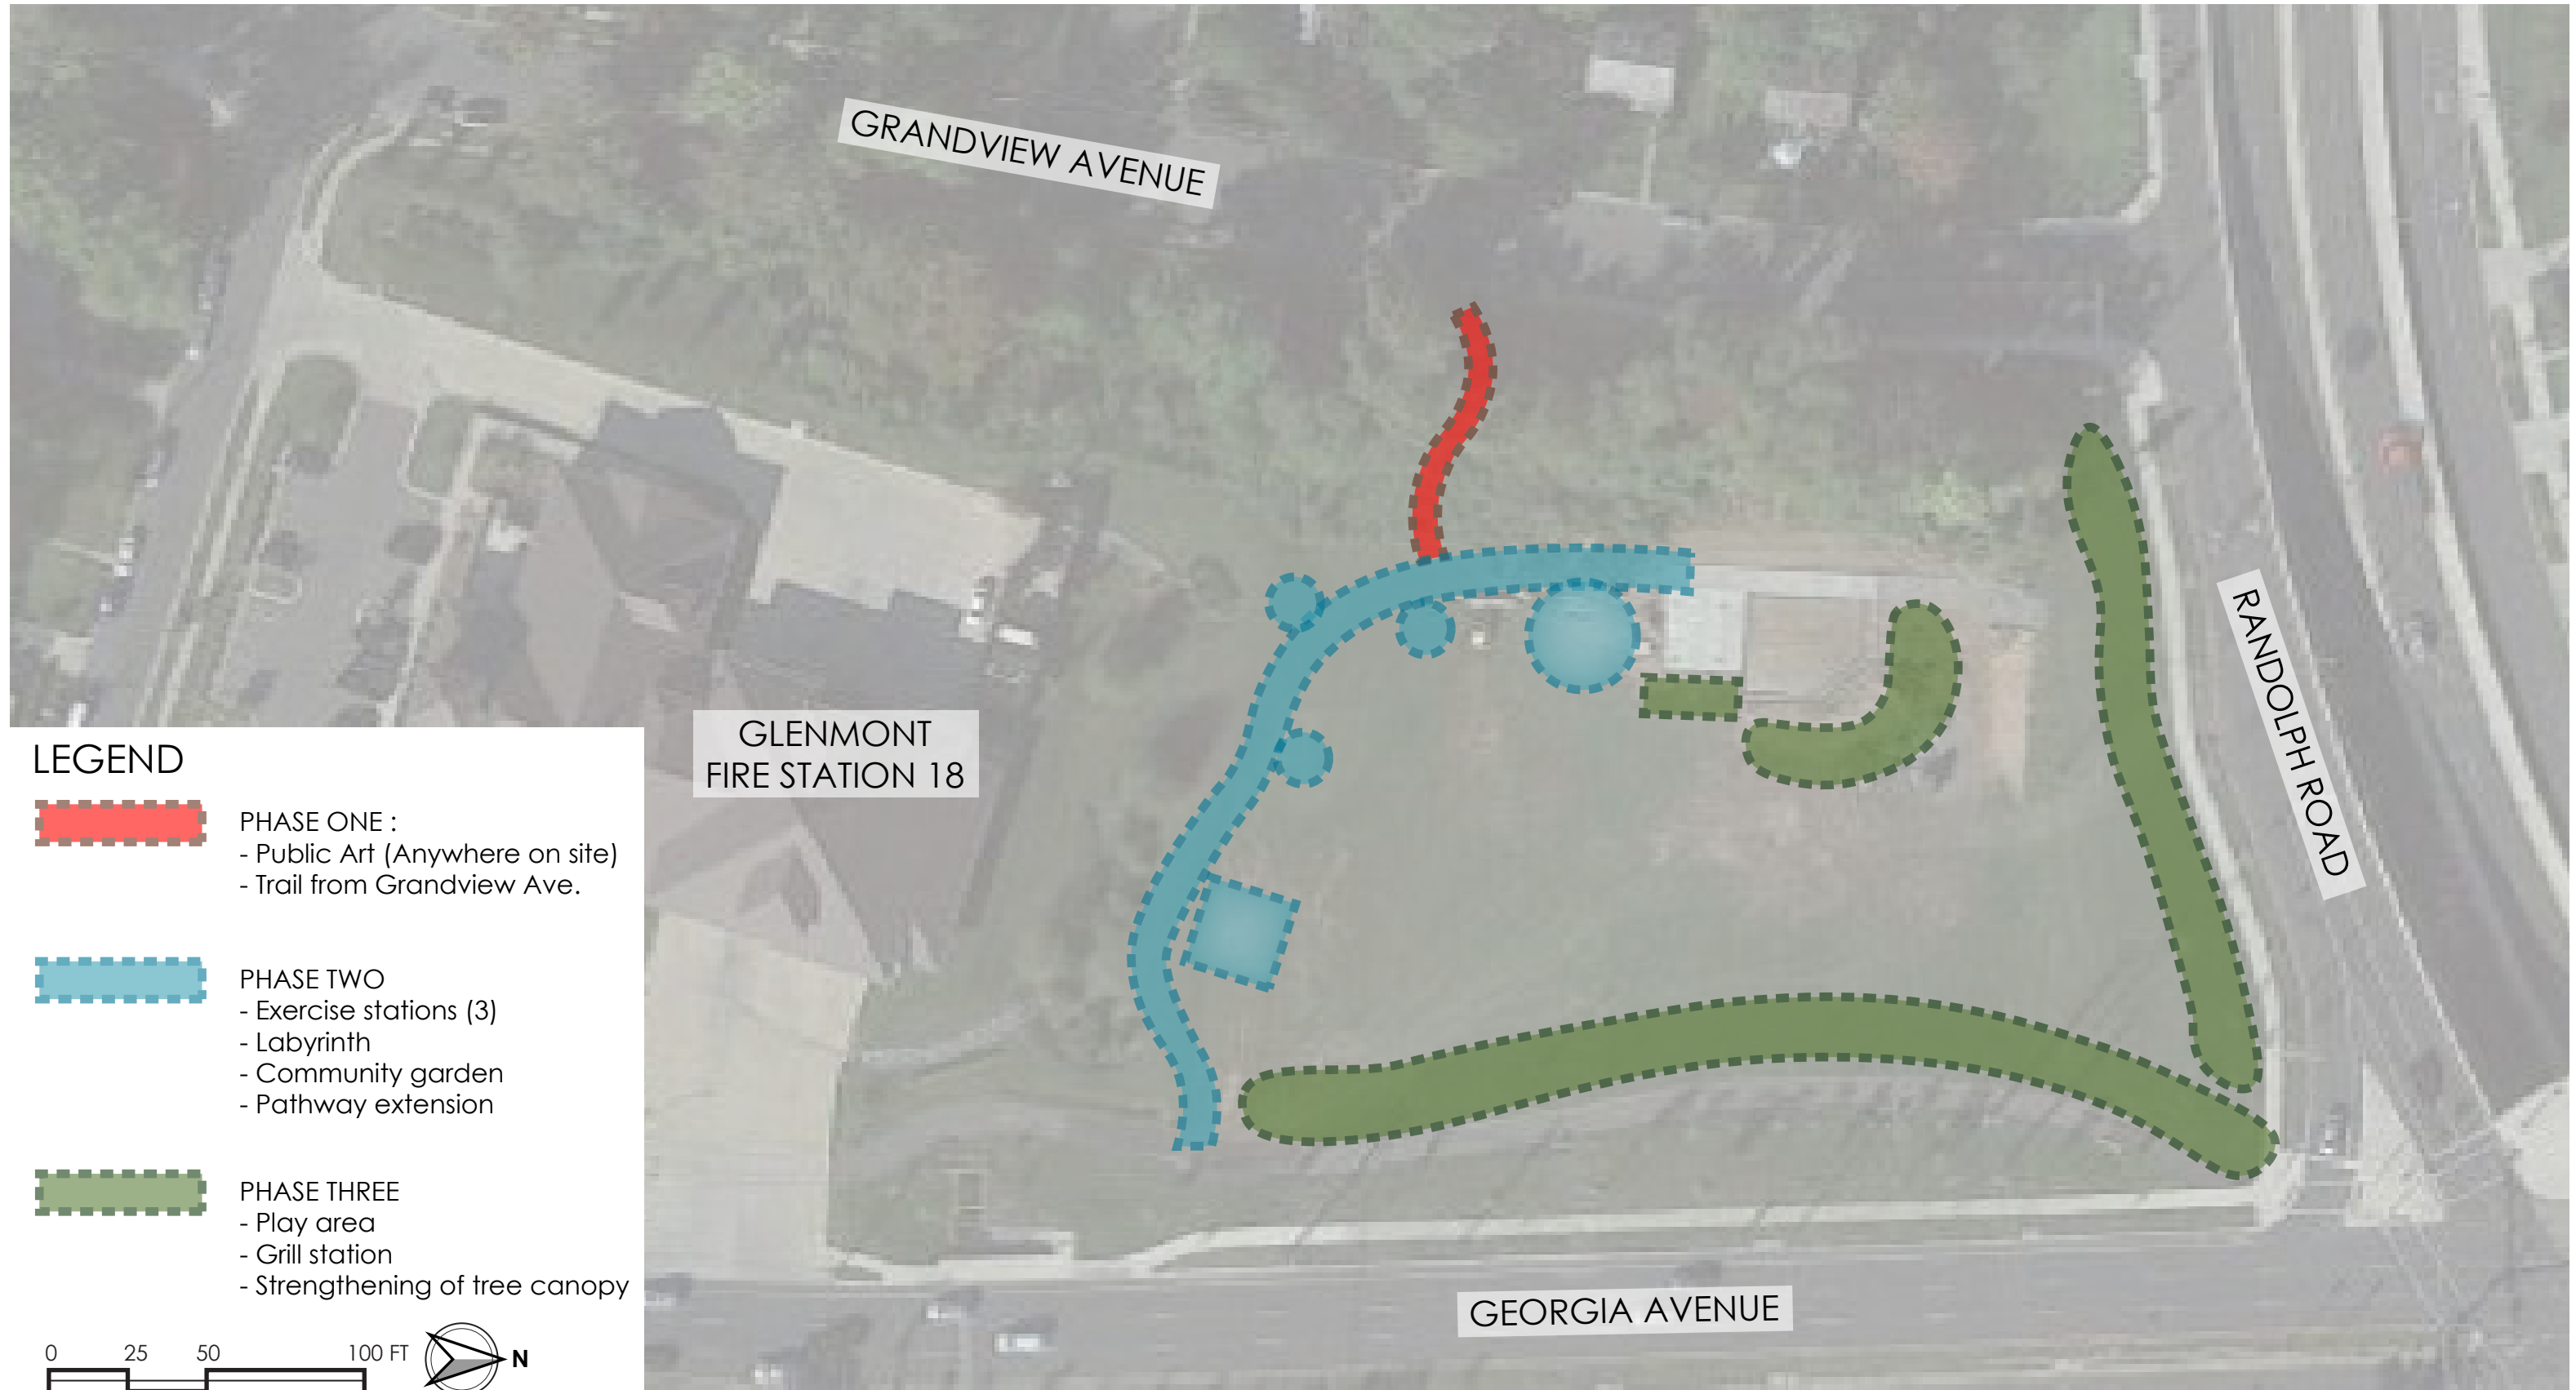 GRANDVIEW AVENUE
RANDOLPH ROAD
GLENMONT
FIRE STATION 18
GEORGIA AVENUE
LEGEND
PHASE ONE :
- Public Art (Anywhere on site)
- Trail from Grandview Ave.
PHASE TWO
- Exercise stations (3)
- Labyrinth
- Community garden
- Pathway extension
PHASE THREE
- Play area
- Grill station
- Strengthening of tree canopy
0 25 50 100 FT
N